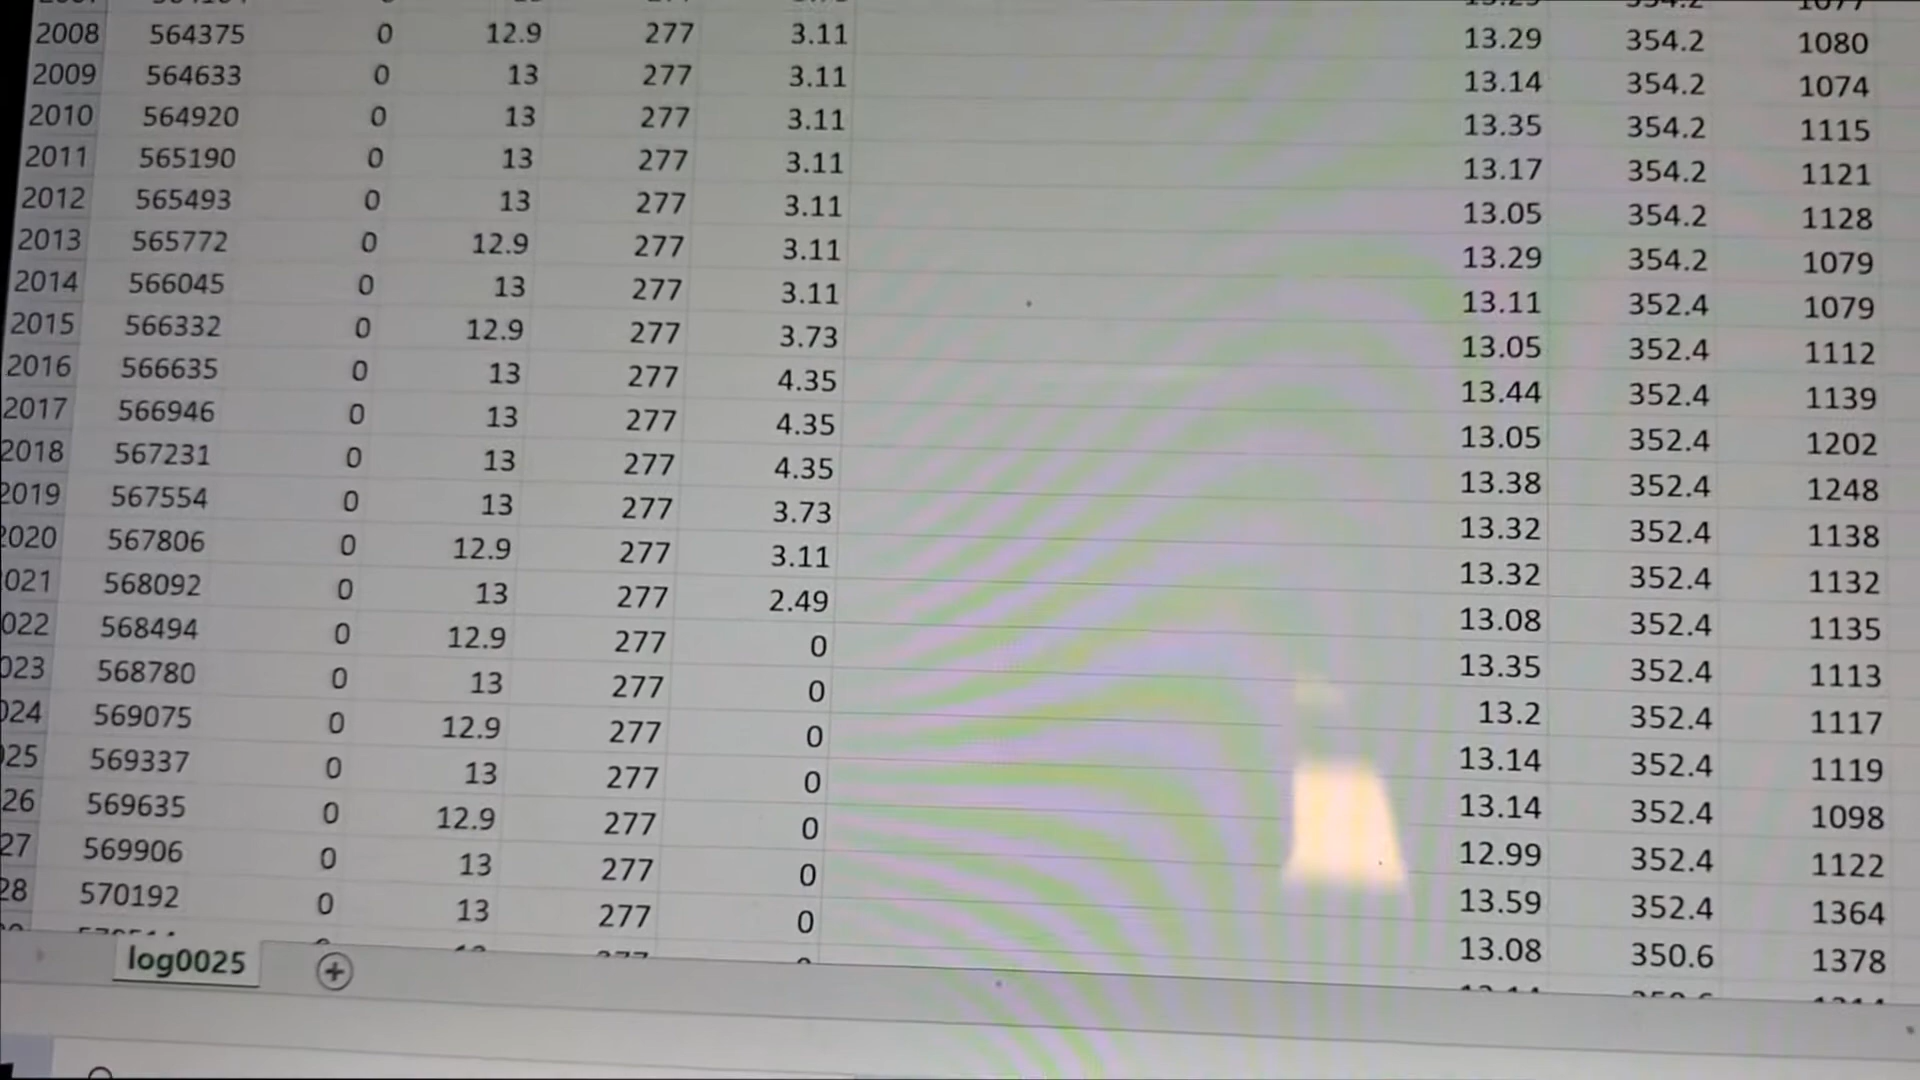 2008 564375 0 12.9 277 3.11 13.29 354.2 1080
2009 564633 0 13 277 3.11 13.14 354.2 1074
2010 564920 0 13 277 3.11 13.35 354.2 1115
2011 565190 0 13 277 3.11 13.17 354.2 1121
2012 565493 0 13 277 3.11 13.05 354.2 1128
2013 565772 0 12.9 277 3.11 13.29 354.2 1079
2014 566045 0 13 277 3.11 13.11 352.4 1079
2015 566332 0 12.9 277 3.73 13.05 352.4 1112
2016 566635 0 13 277 4.35 13.44 352.4 1139
2017 566946 0 13 277 4.35 13.05 352.4 1202
2018 567231 0 13 277 4.35 13.38 352.4 1248
2019 567554 0 13 277 3.73 13.32 352.4 1138
2020 567806 0 12.9 277 3.11 13.32 352.4 1132
021 568092 0 13 277 2.49 13.08 352.4 1135
022 568494 0 12.9 277 0 13.35 352.4 1113
023 568780 0 13 277 0 13.2 352.4 1117
024 569075 0 12.9 277 0 13.14 352.4 1119
25 569337 0 13 277 0 13.14 352.4 1098
26 569635 0 12.9 277 0 12.99 352.4 1122
27 569906 0 13 277 0 13.59 352.4 1364
28 570192 0 13 277 0 13.08 350.6 1378
log0025